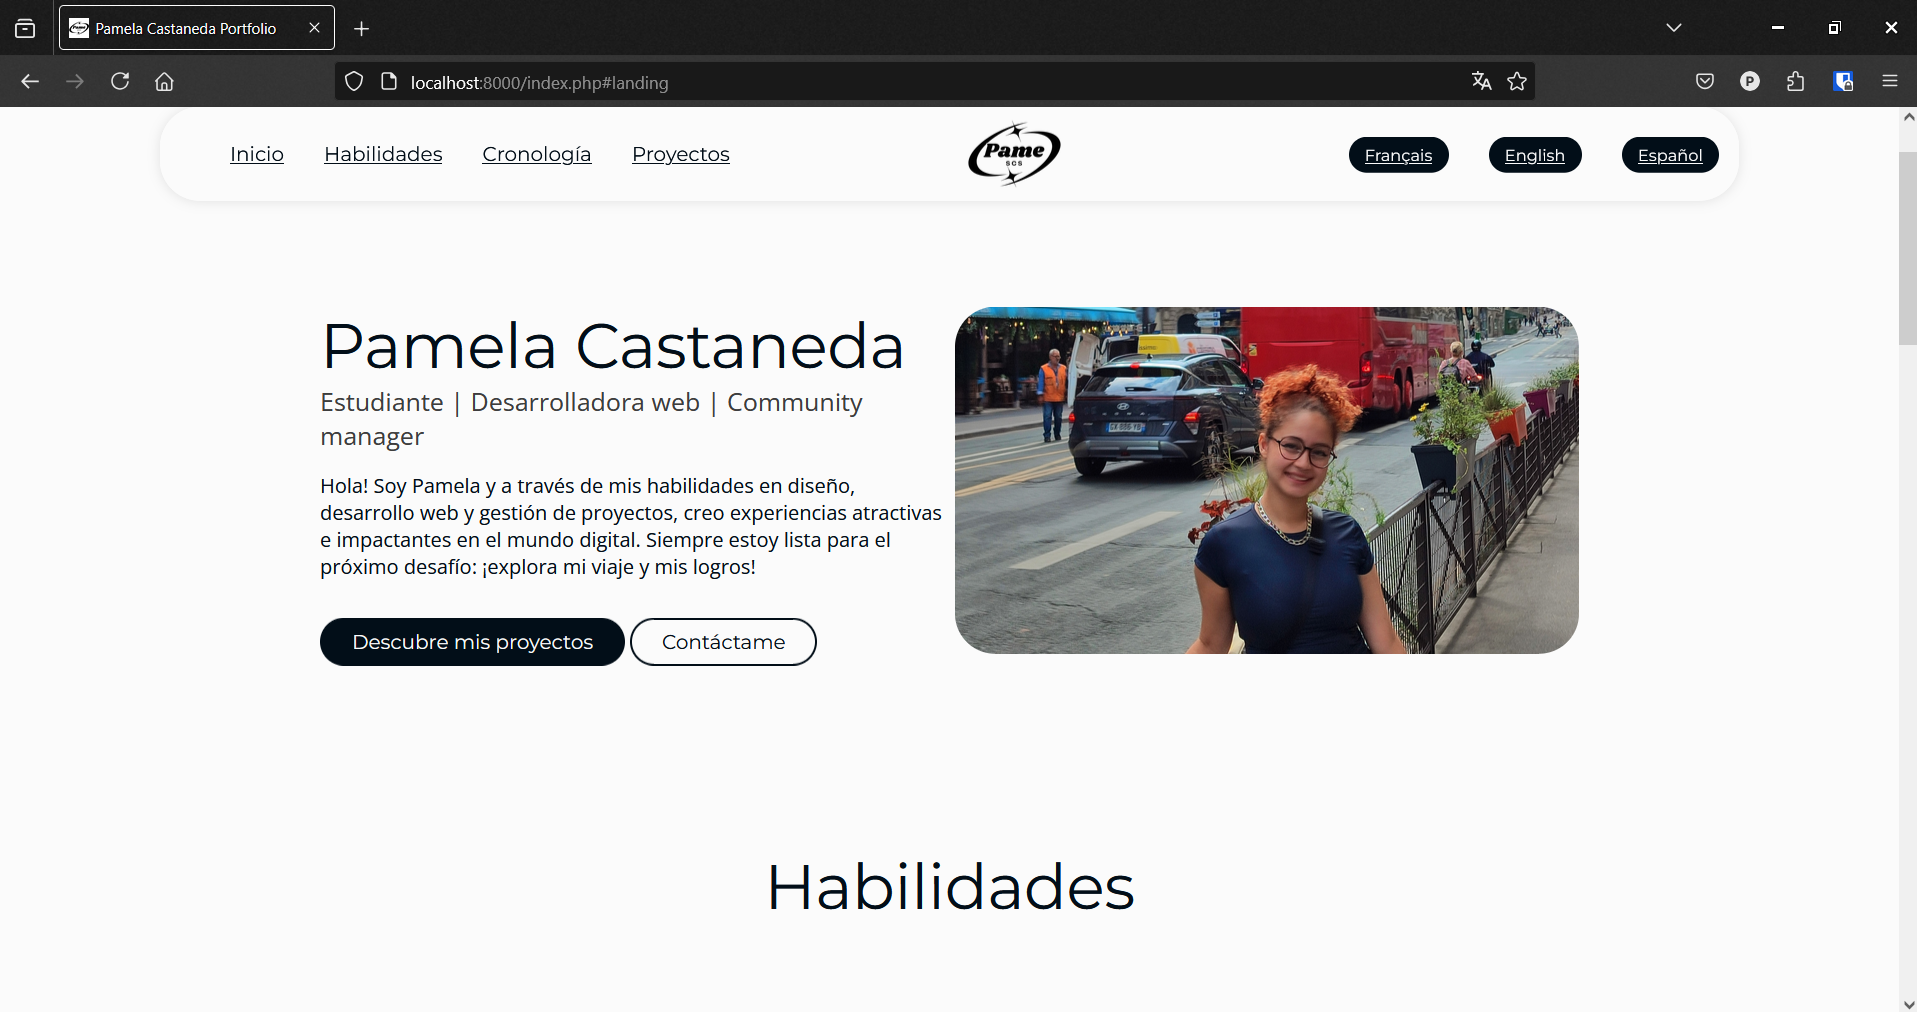 Pamela Castaneda Portfolio
localhost:8000/index.php#landing
P
Inicio Habilidades Cronología Proyectos
Pame
SCS
Français English Español
Pamela Castaneda
Estudiante | Desarrolladora web | Community
manager
Hola! Soy Pamela y a través de mis habilidades en diseño,
desarrollo web y gestión de proyectos, creo experiencias atractivas
e impactantes en el mundo digital. Siempre estoy lista para el
próximo desafío: ¡explora mi viaje y mis logros!
Descubre mis proyectos Contáctame
Habilidades